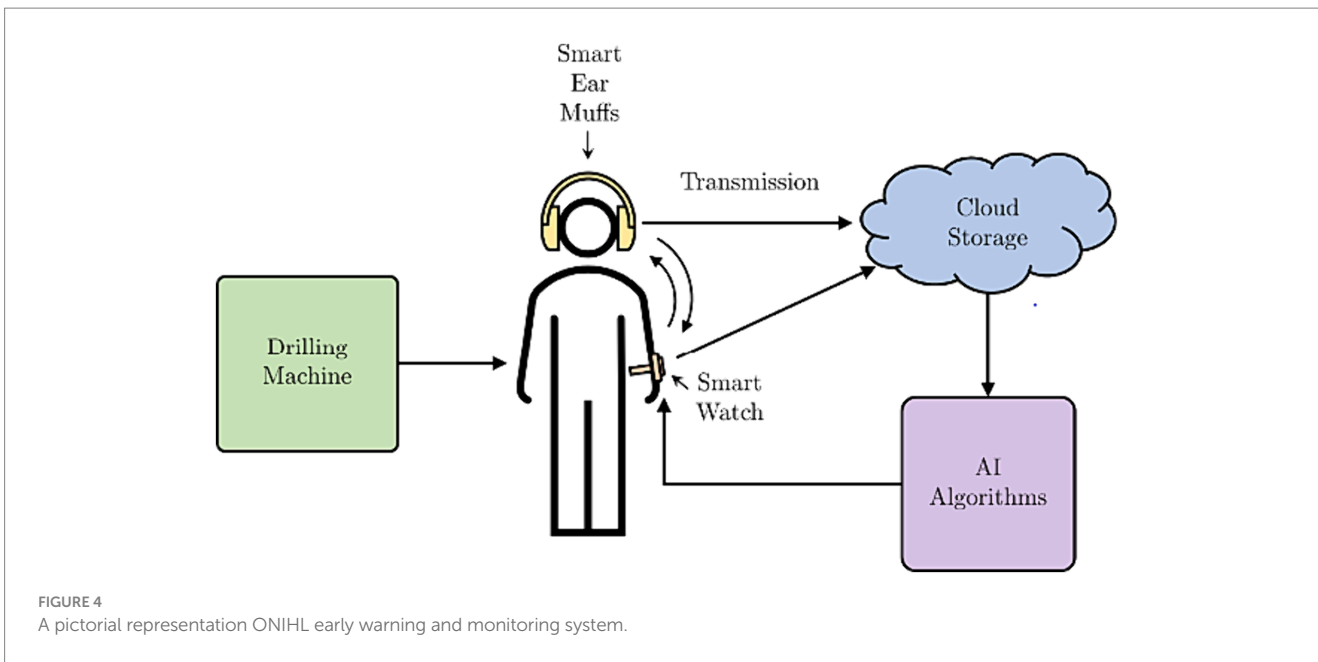 Smart
Ear
Muffs
Transmission
Cloud
Storage
Drilling
Machine
Smart
Watch
AI
Algorithms
FIGURE 4
A pictorial representation ONIHL early warning and monitoring system.